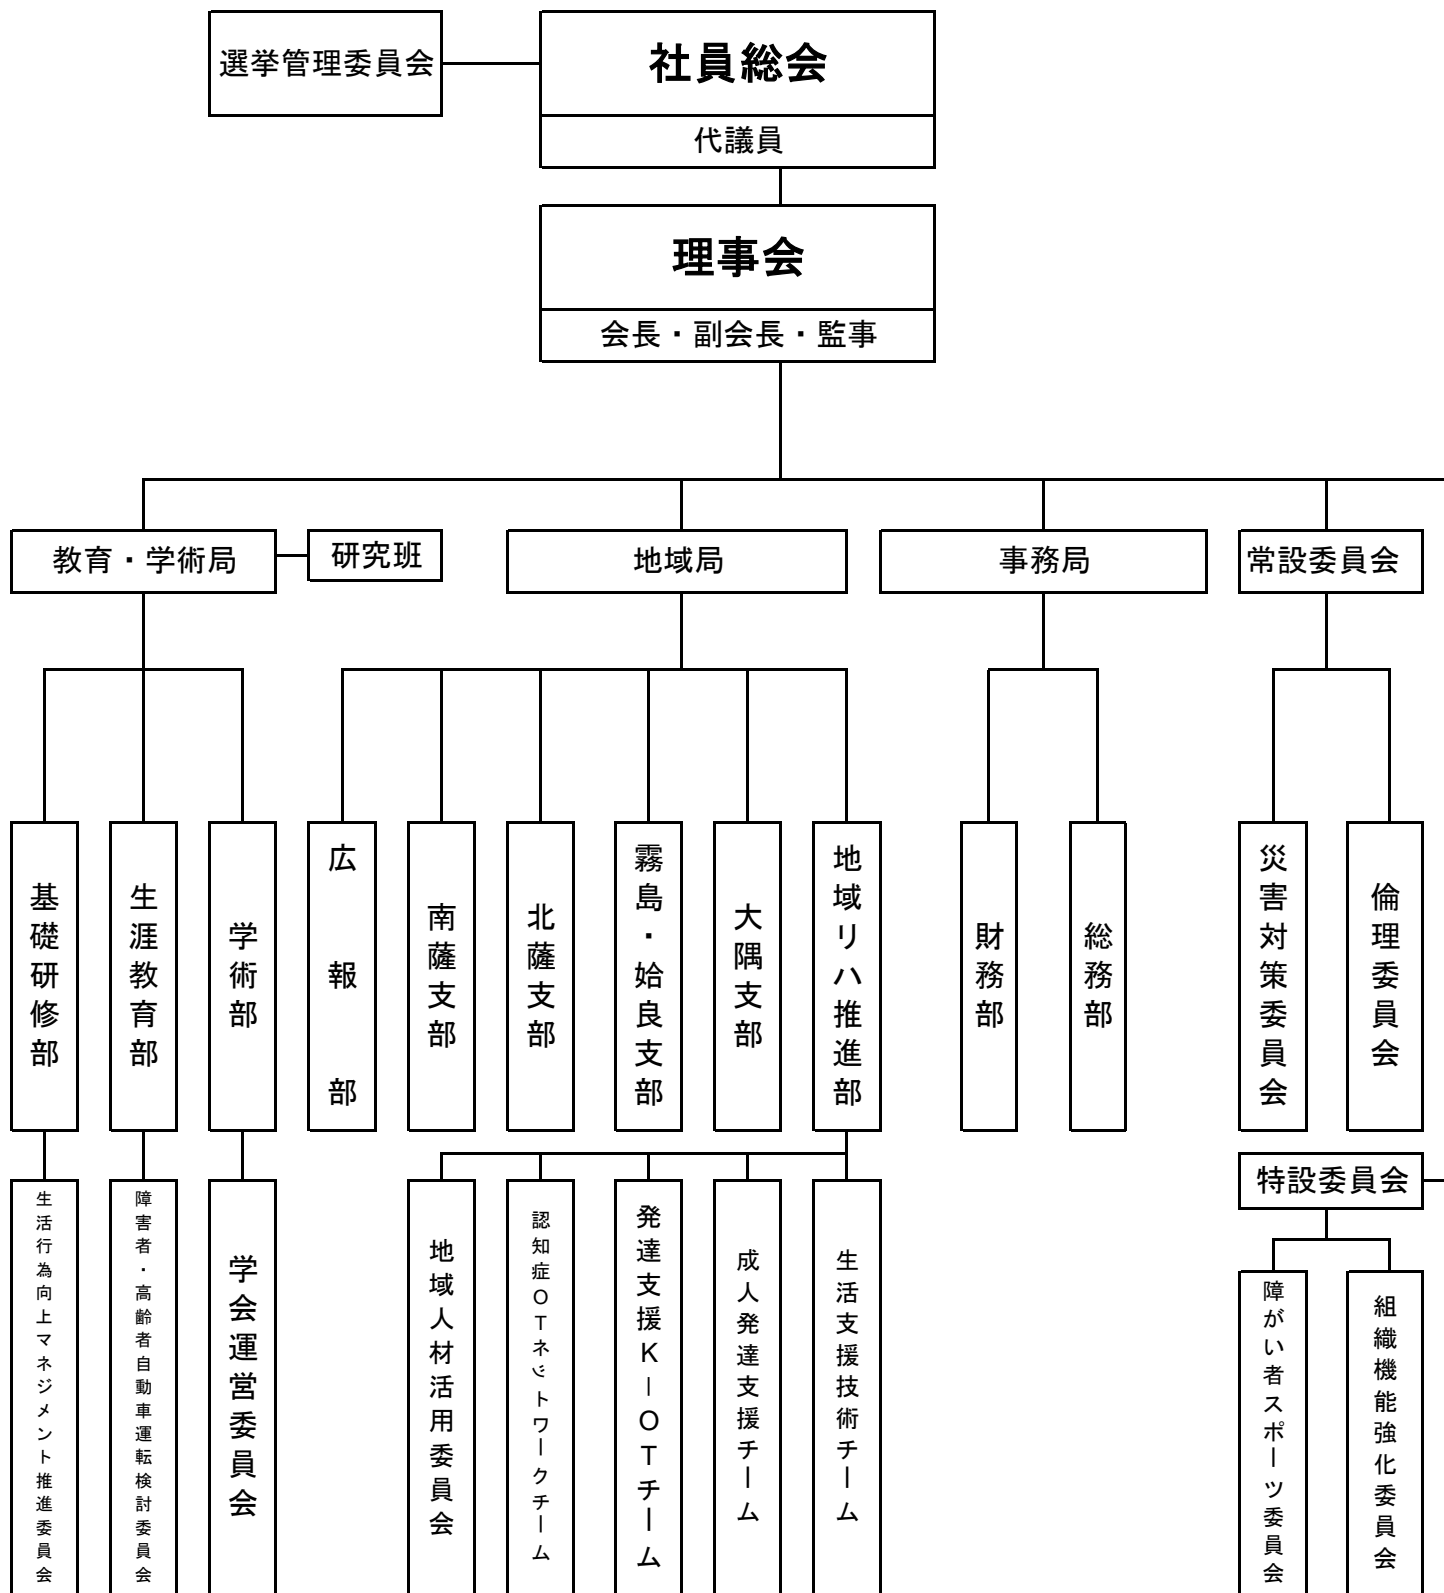 選挙管理委員会
社員総会
代議員
理事会
会長・副会長・監事
教育・学術局
研究班
地域局
事務局
常設委員会
基礎研修部
生涯教育部
学術部
広報部
南薩支部
北薩支部
霧島・姶良支部
大隅支部
地域リハ推進部
財務部
総務部
災害対策委員会
倫理委員会
特設委員会
生活行為向上マネジメント推進委員会
障害者・高齢者自動車運転検討委員会
学会運営委員会
地域人材活用委員会
認知症OTネットワークチーム
発達支援K－OTチーム
成人発達支援チーム
生活支援技術チーム
障がい者スポーツ委員会
組織機能強化委員会